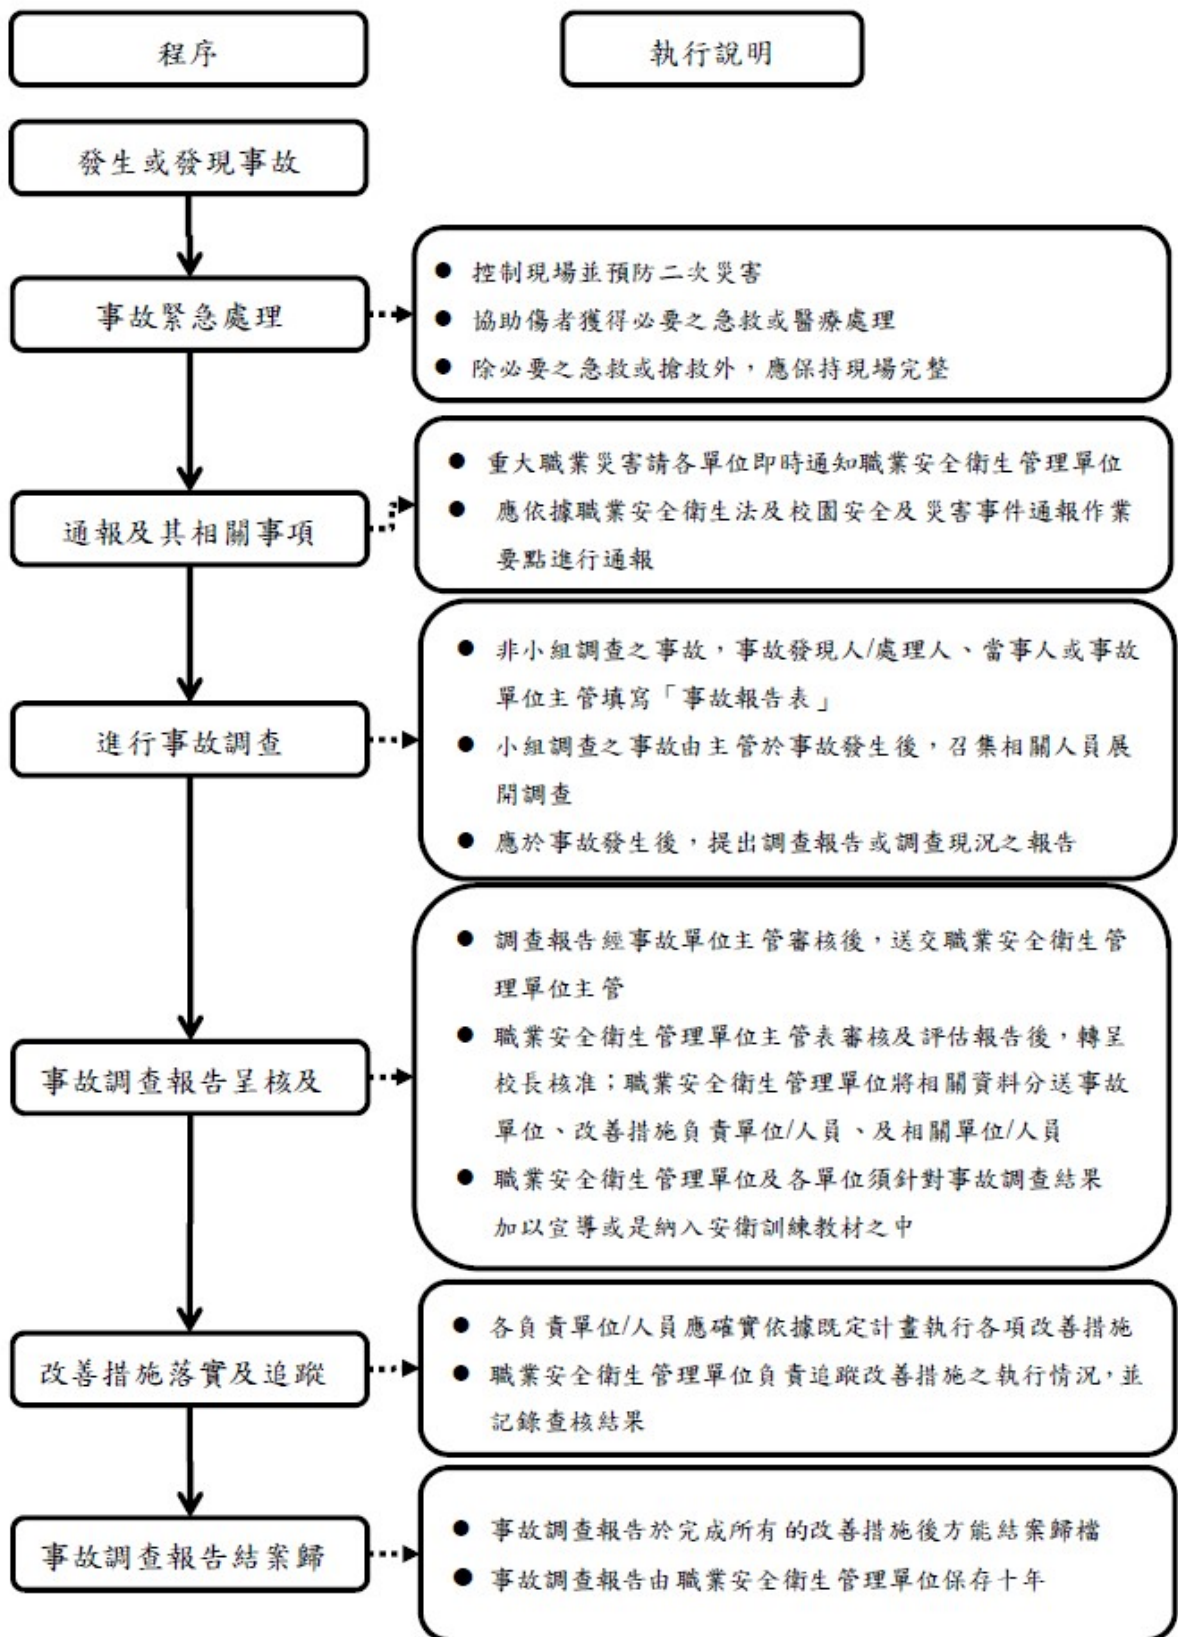 程序
執行說明
發生或發現事故
事故緊急處理
● 控制現場並預防二次災害
● 協助傷者獲得必要之急救或醫療處理
● 除必要之急救或搶救外，應保持現場完整
通報及其相關事項
● 重大職業災害請各單位即時通知職業安全衛生管理單位
● 應依據職業安全衛生法及校園安全及災害事件通報作業
要點進行通報
進行事故調查
● 非小組調查之事故，事故發現人/處理人、當事人或事故
單位主管填寫「事故報告表」
● 小組調查之事故由主管於事故發生後，召集相關人員展
開調查
● 應於事故發生後，提出調查報告或調查現況之報告
事故調查報告呈核及
● 調查報告經事故單位主管審核後，送交職業安全衛生管
理單位主管
● 職業安全衛生管理單位主管表審核及評估報告後，轉呈
校長核准；職業安全衛生管理單位將相關資料分送事故
單位、改善措施負責單位/人員、及相關單位/人員
● 職業安全衛生管理單位及各單位須針對事故調查結果
加以宣導或是納入安衛訓練教材之中
改善措施落實及追蹤
● 各負責單位/人員應確實依據既定計畫執行各項改善措施
● 職業安全衛生管理單位負責追蹤改善措施之執行情況，並
記錄查核結果
事故調查報告結案歸
● 事故調查報告於完成所有的改善措施後方能結案歸檔
● 事故調查報告由職業安全衛生管理單位保存十年